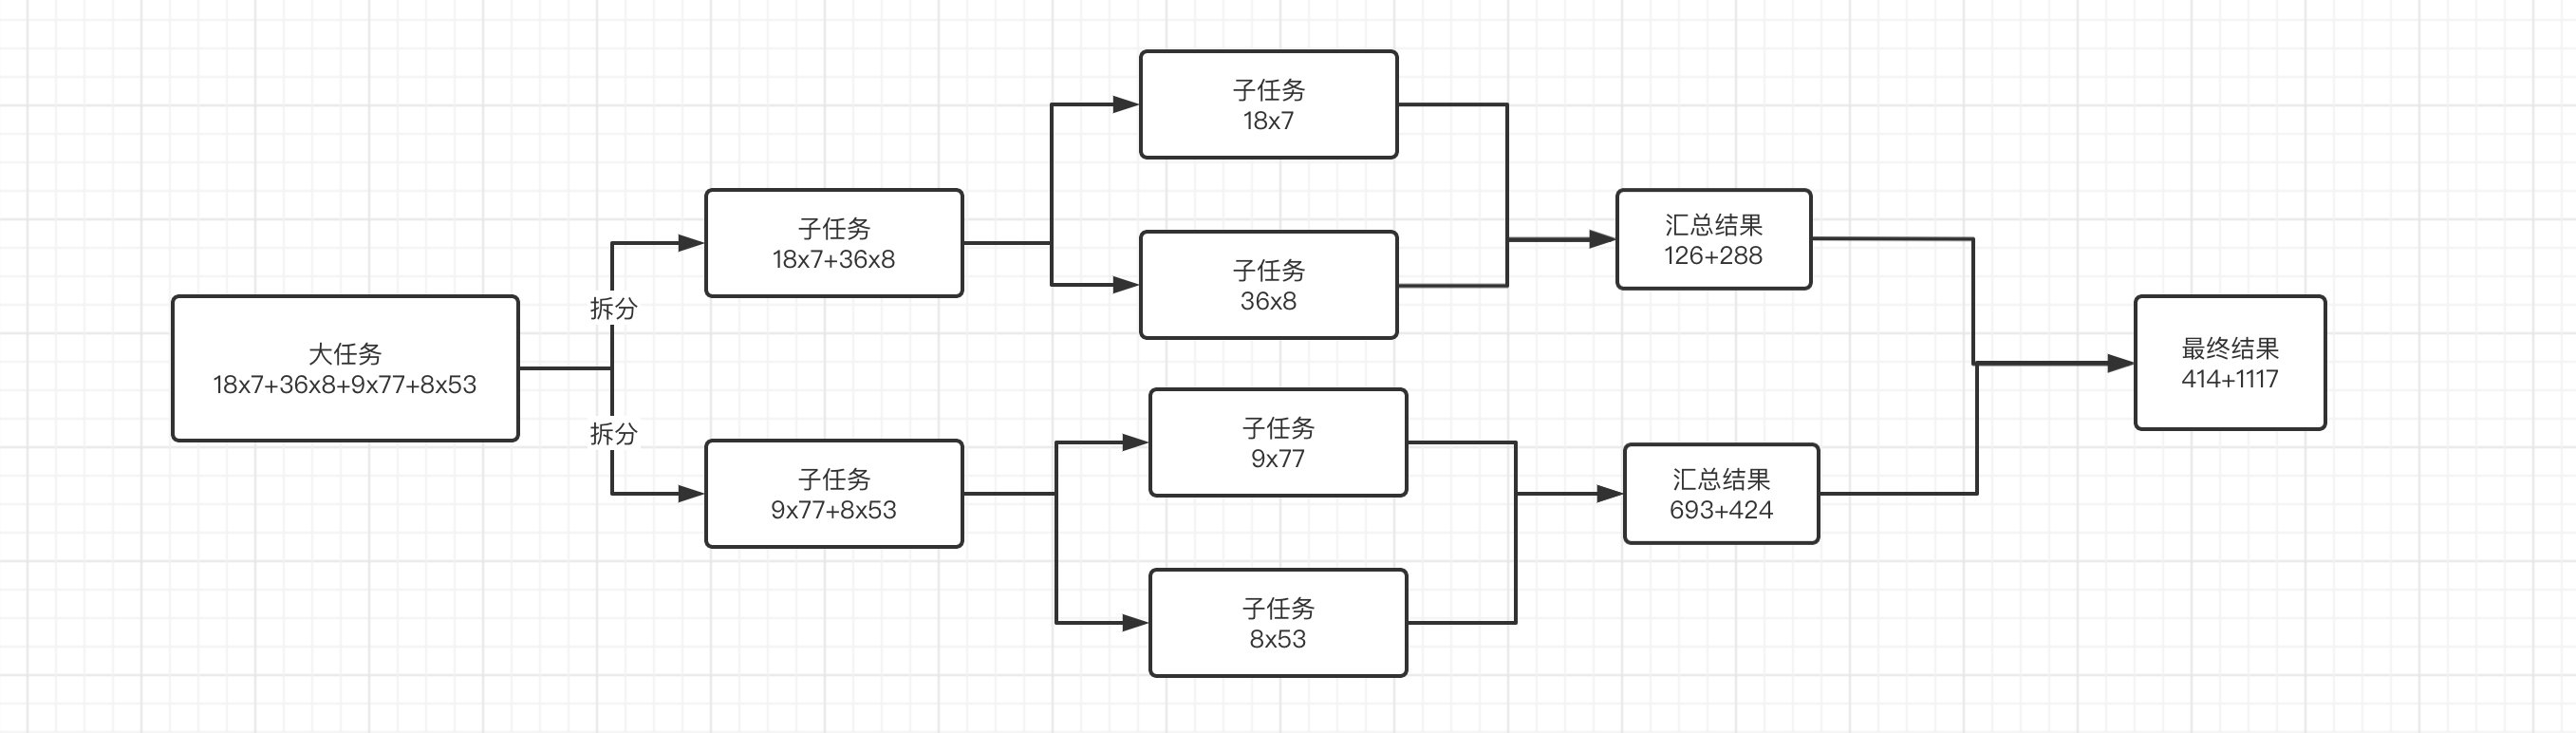 大任务
18x7+36x8+9x77+8x53
拆分
拆分
子任务
18x7+36x8
子任务
9x77+8x53
子任务
18x7
子任务
36x8
子任务
9x77
子任务
8x53
汇总结果
126+288
汇总结果
693+424
最终结果
414+1117